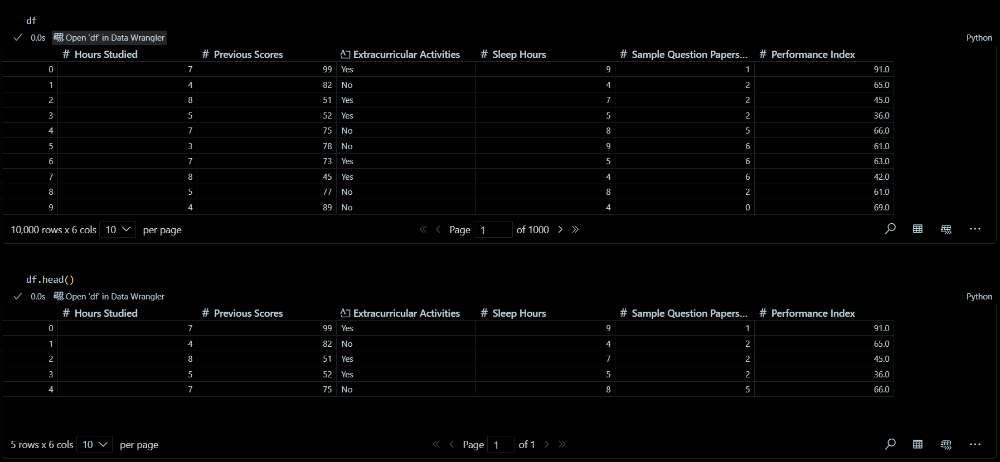 df
0.0s Open 'df' in Data Wrangler Python
# Hours Studied # Previous Scores Extracurricular Activities # Sleep Hours # Sample Question Papers... # Performance Index
0 7 99 Yes 9 1 91.0
1 4 82 No 4 2 65.0
2 8 51 Yes 7 2 45.0
3 5 52 Yes 5 2 36.0
4 7 75 No 8 5 66.0
5 3 78 No 9 6 61.0
6 7 73 Yes 5 6 63.0
7 8 45 Yes 4 6 42.0
8 5 77 No 8 2 61.0
9 4 89 No 4 0 69.0
10,000 rows x 6 cols 10 per page Page 1 of 1000
df.head()
0.0s Open 'df' in Data Wrangler Python
# Hours Studied # Previous Scores Extracurricular Activities # Sleep Hours # Sample Question Papers... # Performance Index
0 7 99 Yes 9 1 91.0
1 4 82 No 4 2 65.0
2 8 51 Yes 7 2 45.0
3 5 52 Yes 5 2 36.0
4 7 75 No 8 5 66.0
5 rows x 6 cols 10 per page Page 1 of 1